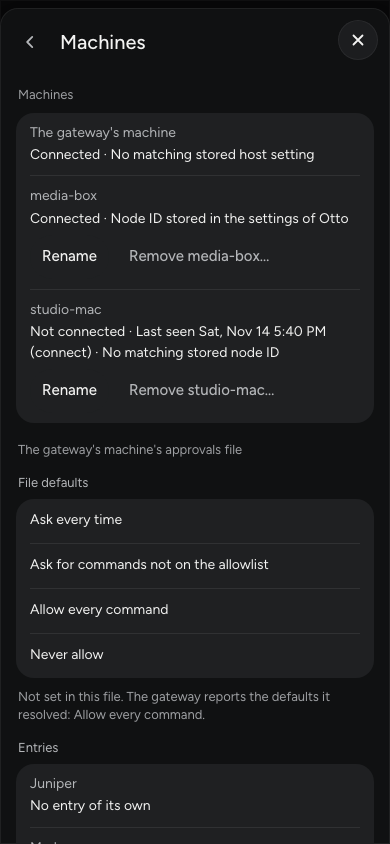 Machines
Machines
The gateway's machine
Connected · No matching stored host setting
media-box
Connected · Node ID stored in the settings of Otto
Rename
Remove media-box...
studio-mac
Not connected · Last seen Sat, Nov 14 5:40 PM
(connect) · No matching stored node ID
Rename
Remove studio-mac...
The gateway's machine's approvals file
File defaults
Ask every time
Ask for commands not on the allowlist
Allow every command
Never allow
Not set in this file. The gateway reports the defaults it
resolved: Allow every command.
Entries
Juniper
No entry of its own